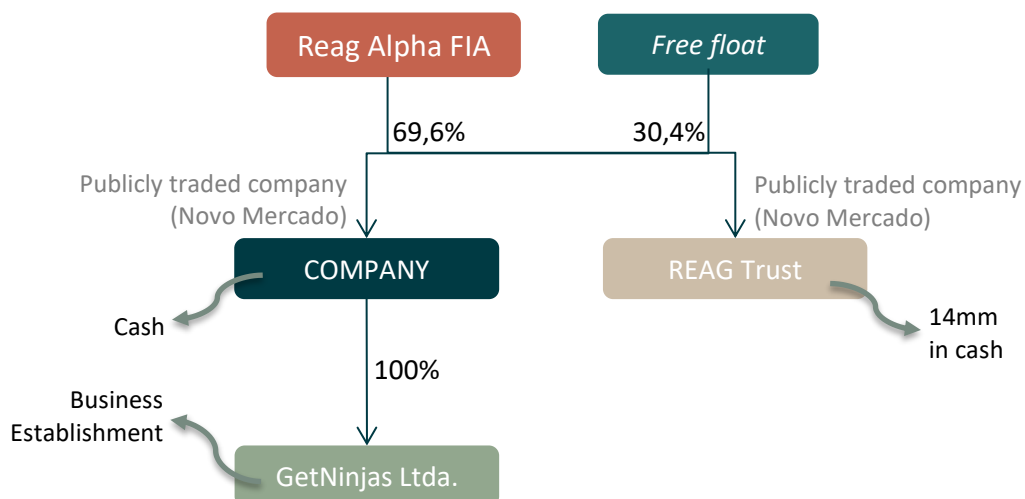 Reag Alpha FIA
Free float
69,6%
30,4%
Publicly traded company
(Novo Mercado)
Publicly traded company
(Novo Mercado)
COMPANY
REAG Trust
Cash
14mm
in cash
100%
Business
Establishment
GetNinjas Ltda.